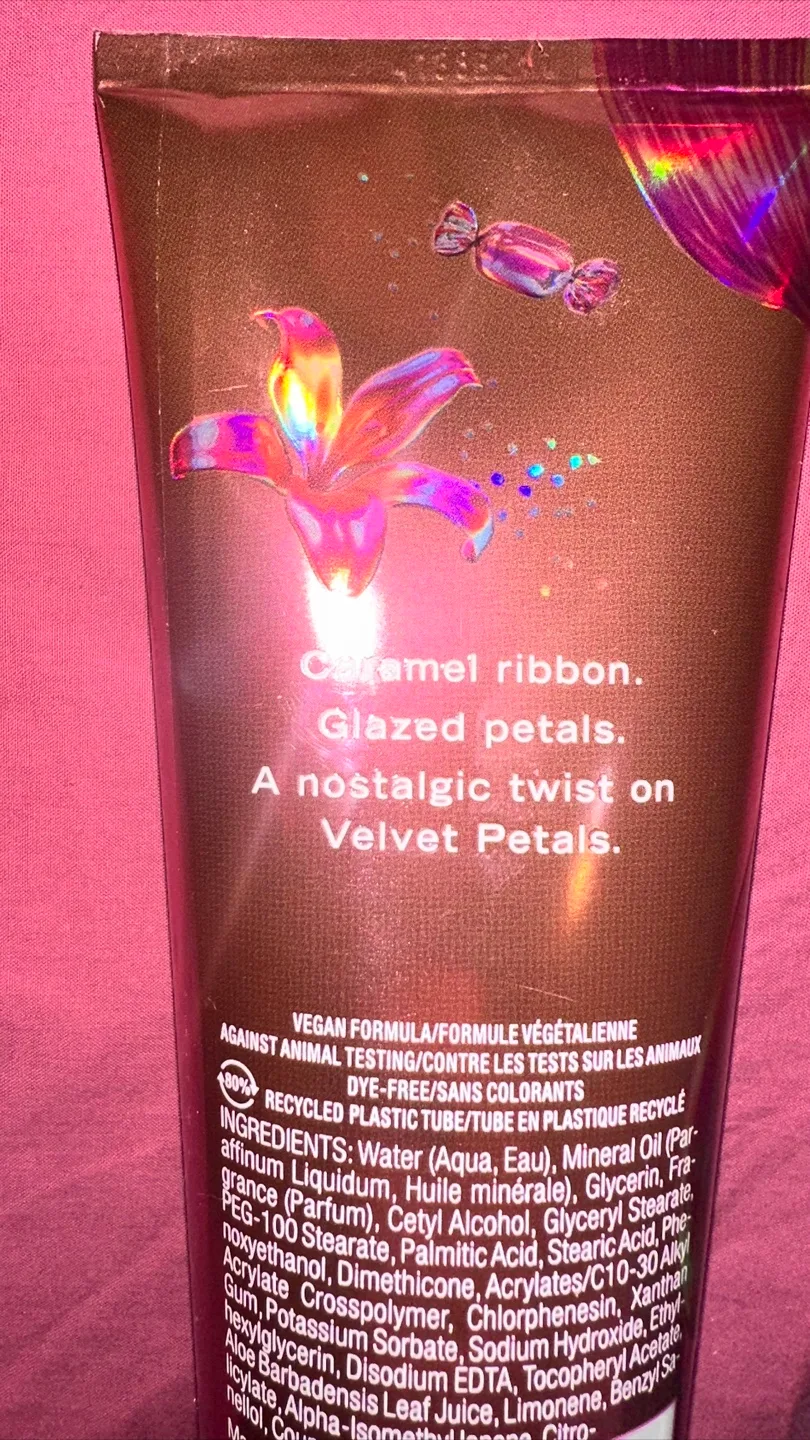 Caramel ribbon.
Glazed petals.
A nostalgic twist on
Velvet Petals.
VEGAN FORMULA/FORMULE VÉGÉTALIENNE
AGAINST ANIMAL TESTING/CONTRE LES TESTS SUR LES ANIMAUX
DYE-FREE/SANS COLORANTS
80% RECYCLED PLASTIC TUBE/TUBE EN PLASTIQUE RECYCLÉ
INGREDIENTS: Water (Aqua, Eau), Mineral Oil (Par-
affinum Liquidum, Huile minérale), Glycerin, Fra-
grance (Parfum), Cetyl Alcohol, Glyceryl Stearate,
PEG-100 Stearate, Palmitic Acid, Stearic Acid, Phe-
noxyethanol, Dimethicone, Acrylates/C10-30 Alkyl
Acrylate Crosspolymer, Chlorphenesin, Xanthan
Gum, Potassium Sorbate, Sodium Hydroxide, Ethyl-
hexylglycerin, Disodium EDTA, Tocopheryl Acetate,
Aloe Barbadensis Leaf Juice, Limonene, Benzyl Sa-
licylate, Alpha-Isomethyl Ionone, Citro-
nellol,